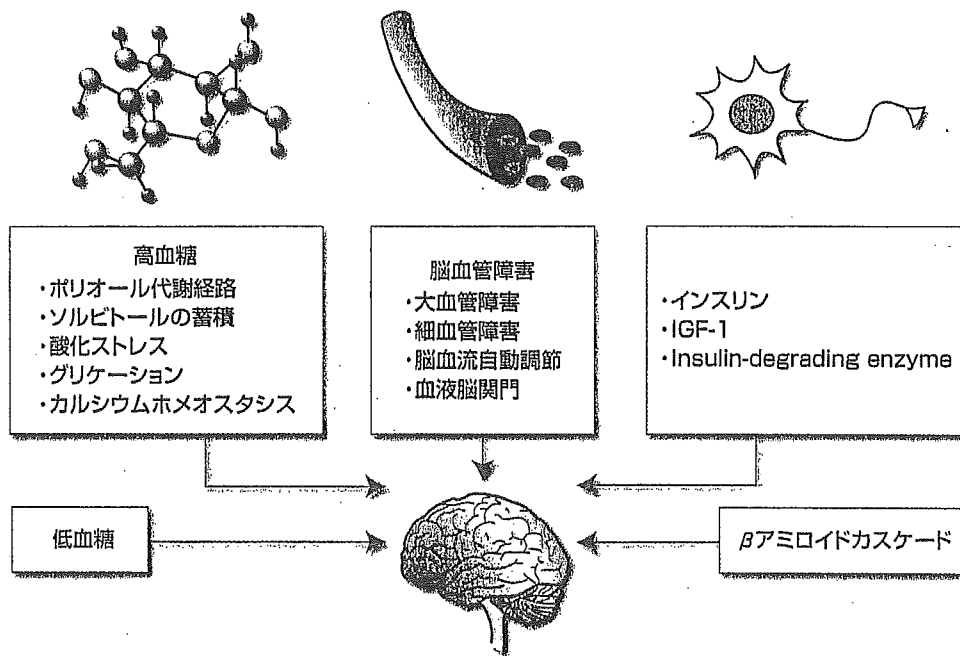 高血糖
・ポリオール代謝経路
・ソルビトールの蓄積
・酸化ストレス
・グリケーション
・カルシウムホメオスタシス
脳血管障害
・大血管障害
・細血管障害
・脳血流自動調節
・血液脳関門
・インスリン
・IGF-1
・Insulin-degrading enzyme
低血糖
βアミロイドカスケード